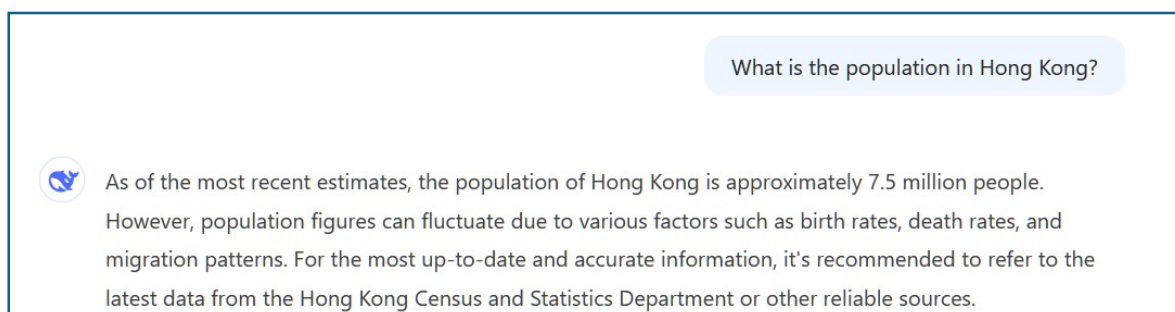 What is the population in Hong Kong?
As of the most recent estimates, the population of Hong Kong is approximately 7.5 million people.
However, population figures can fluctuate due to various factors such as birth rates, death rates, and
migration patterns. For the most up-to-date and accurate information, it's recommended to refer to the
latest data from the Hong Kong Census and Statistics Department or other reliable sources.